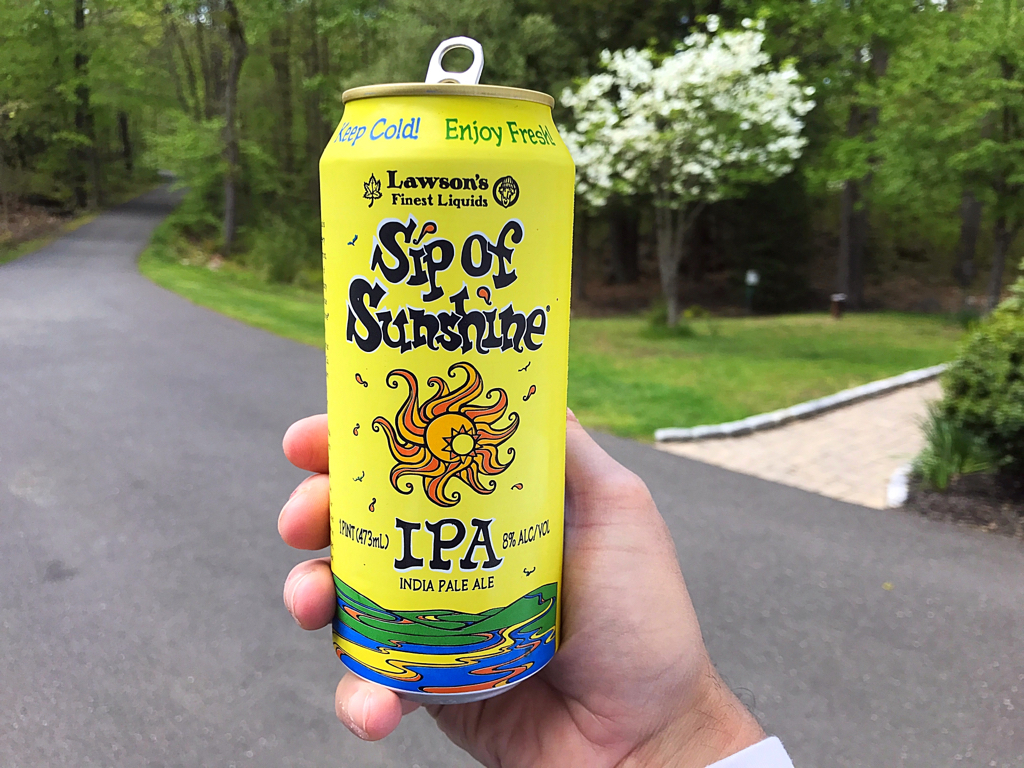 Keep Cold! Enjoy Fresh!
Lawson's
Finest Liquids
Sip of
Sunshine®
1 PINT (473mL) IPA 8% ALC/VOL
INDIA PALE ALE